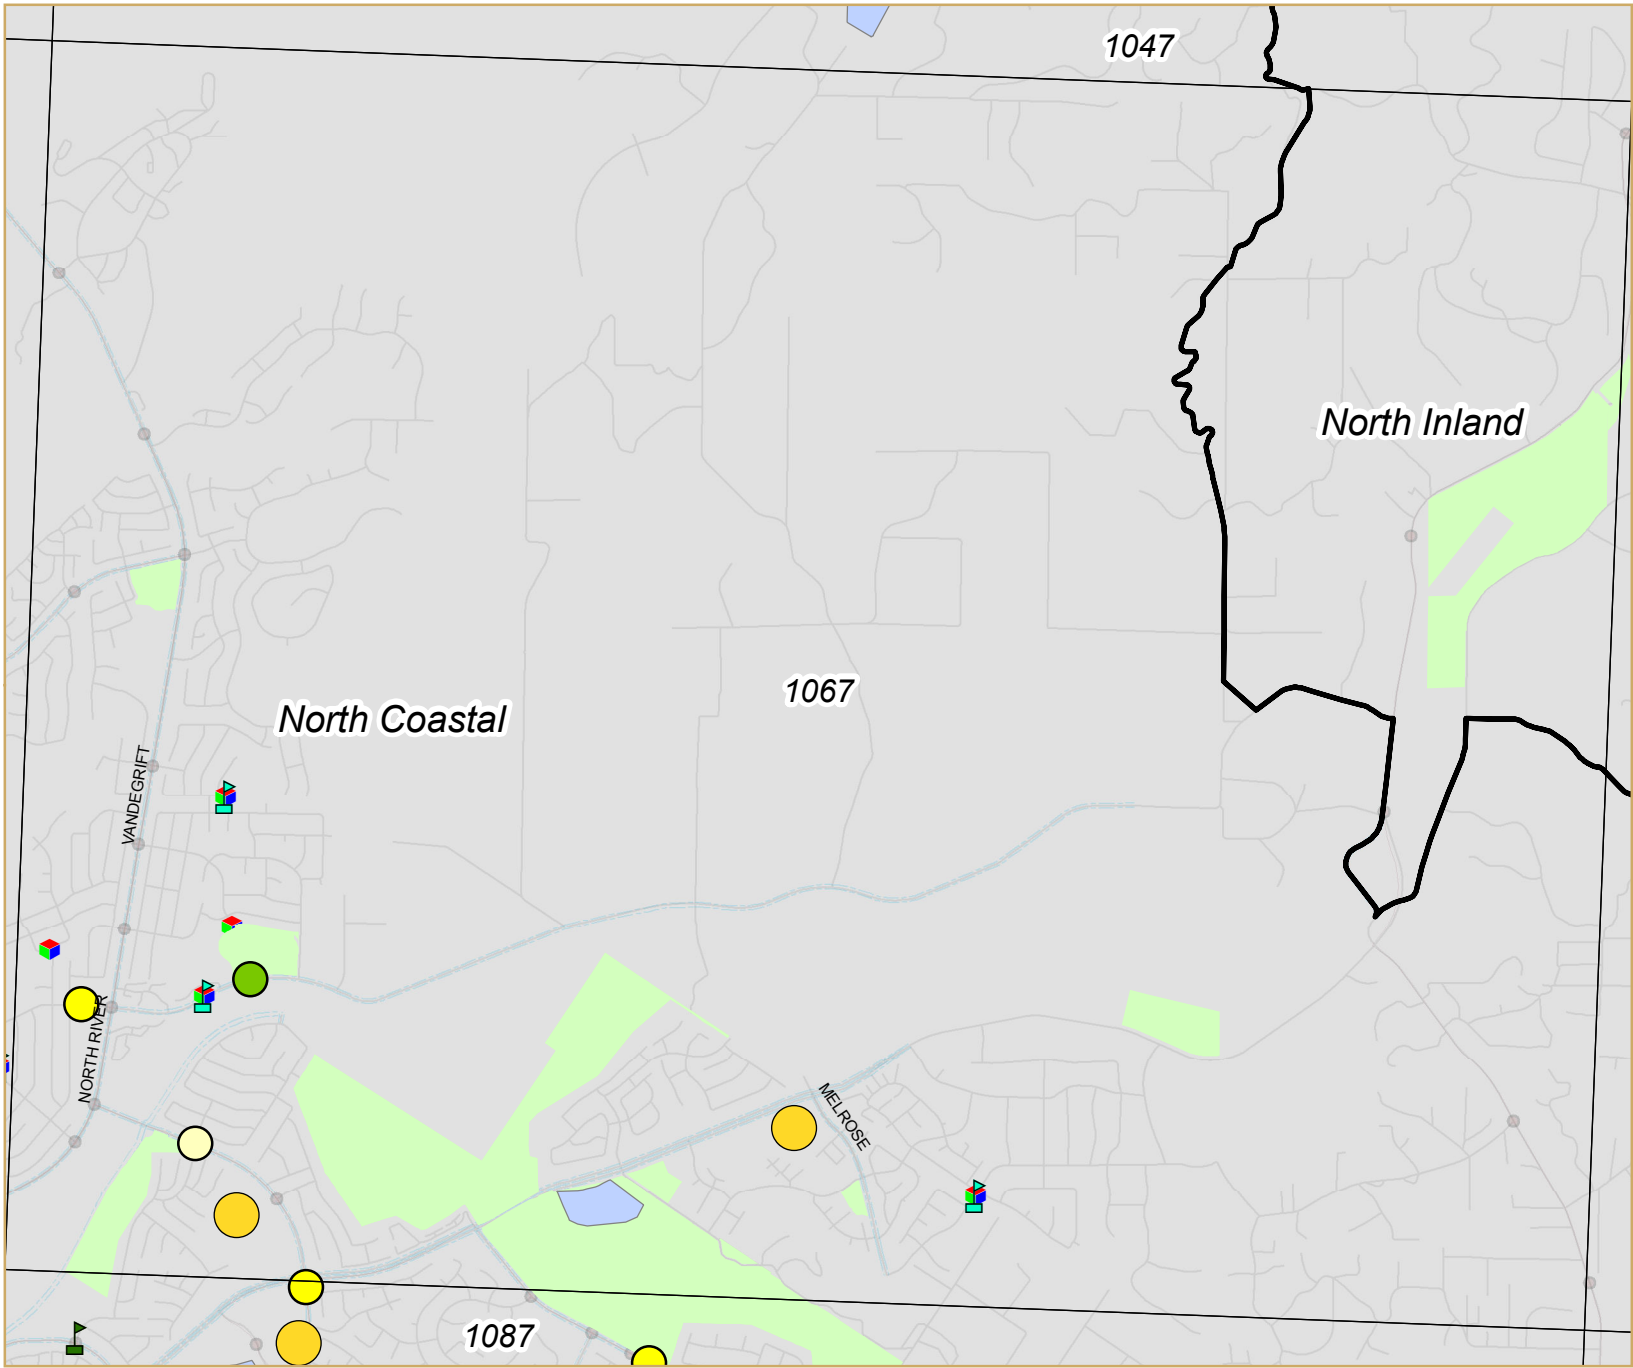 1047
North Inland
1067
North Coastal
VANDEGRIFT
NORTH RIVER
MELROSE
1087